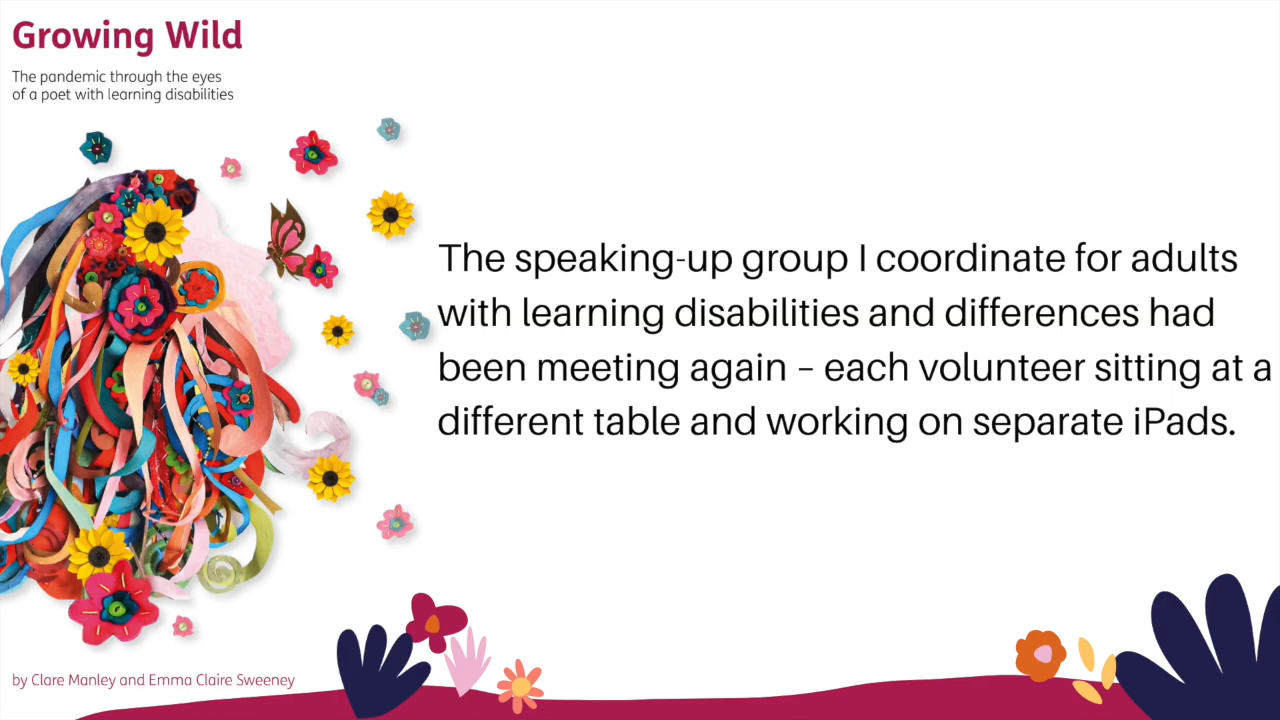 Growing Wild
The pandemic through the eyes
of a poet with learning disabilities
The speaking-up group I coordinate for adults
with learning disabilities and differences had
been meeting again – each volunteer sitting at a
different table and working on separate iPads.
by Clare Manley and Emma Claire Sweeney